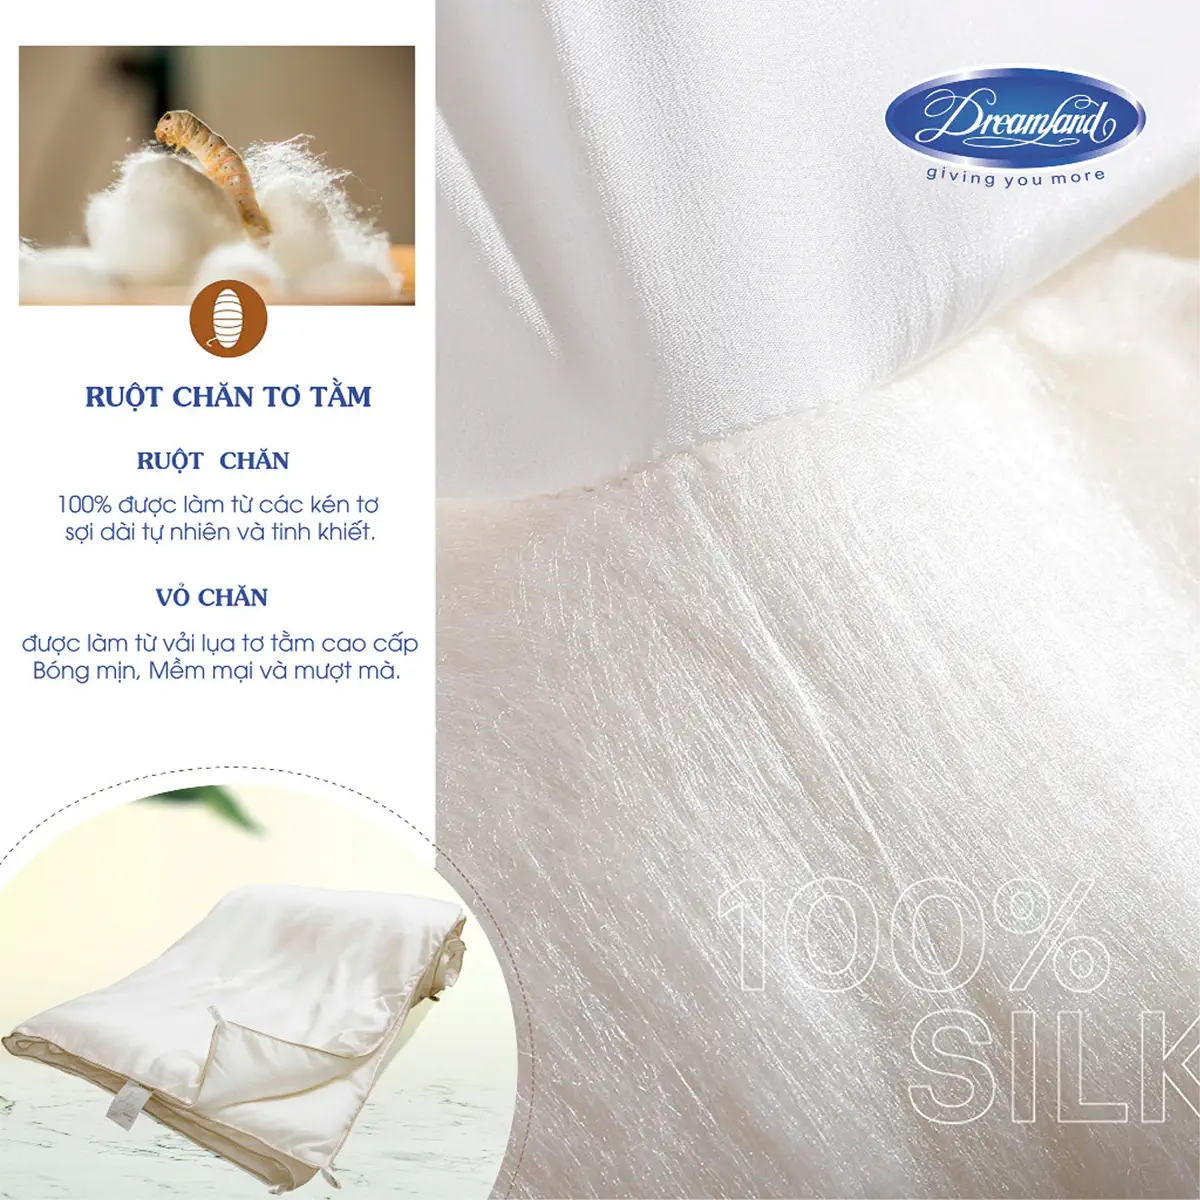 Dreamland
giving you more
RUỘT CHĂN TƠ TẰM
RUỘT CHĂN
100% được làm từ các kén tơ
sợi dài tự nhiên và tinh khiết.
VỎ CHĂN
được làm từ vải lụa tơ tằm cao cấp
Bóng mịn, Mềm mại và mượt mà.
100%
SILK